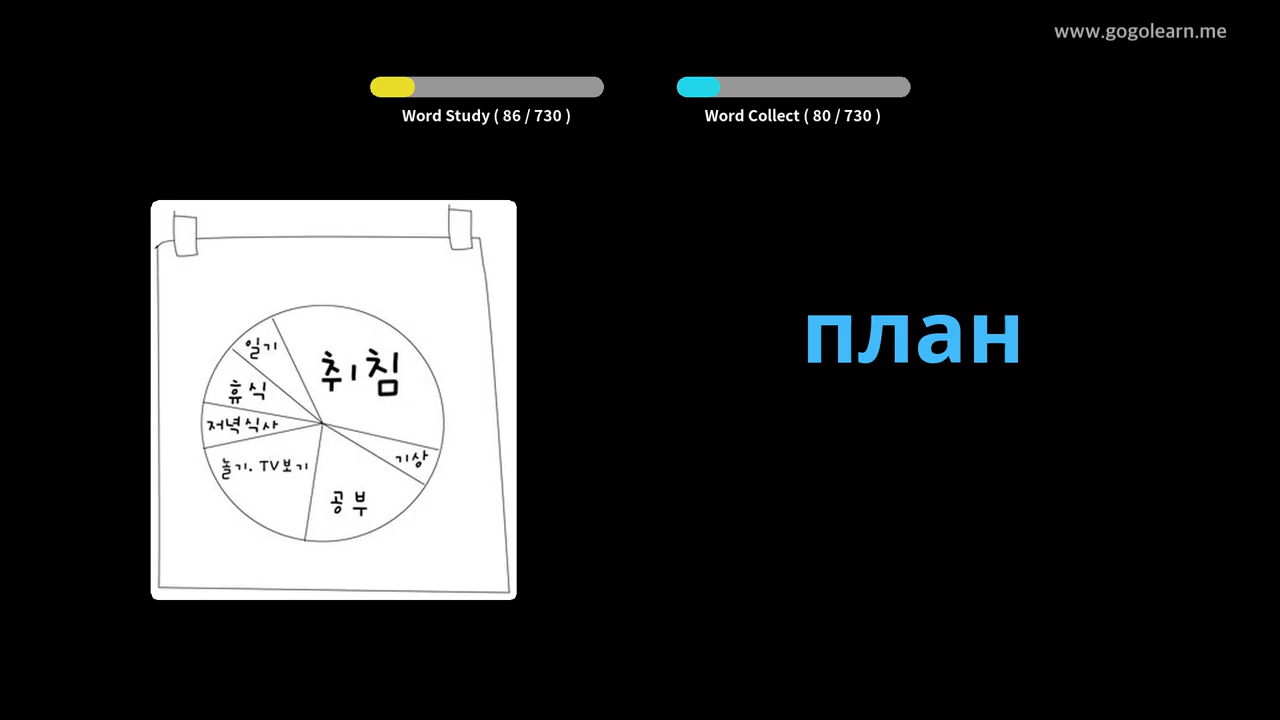 www.gogolearn.me
Word Study ( 86 / 730 )
Word Collect ( 80 / 730 )
일기
취침
휴식
저녁식사
기상
놀기. TV보기
공부
план